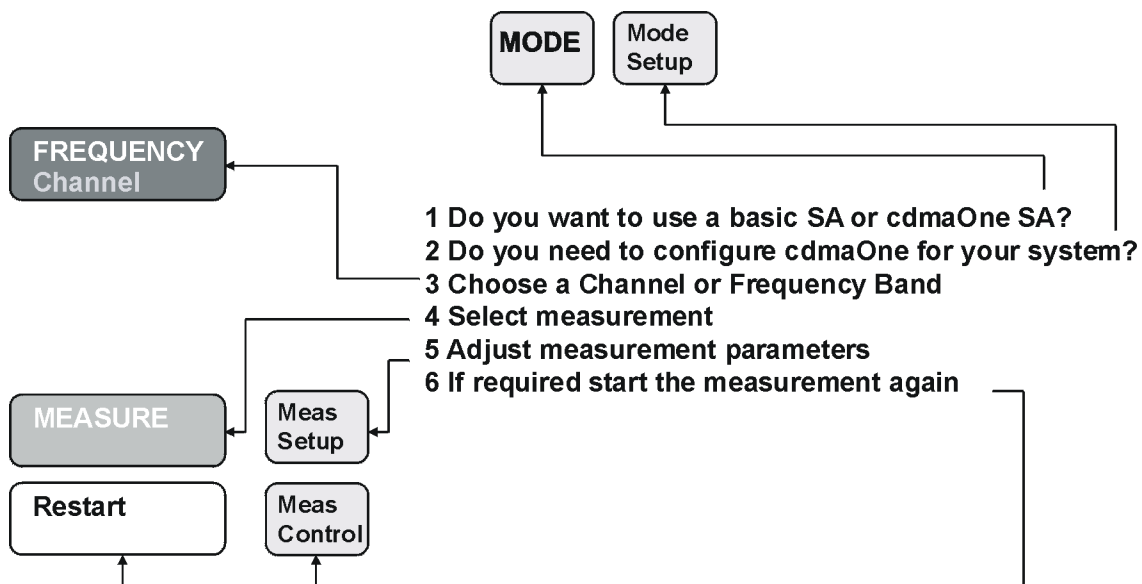 MODE
Mode
Setup
FREQUENCY
Channel
1 Do you want to use a basic SA or cdmaOne SA?
2 Do you need to configure cdmaOne for your system?
3 Choose a Channel or Frequency Band
4 Select measurement
5 Adjust measurement parameters
6 If required start the measurement again
MEASURE
Meas
Setup
Restart
Meas
Control